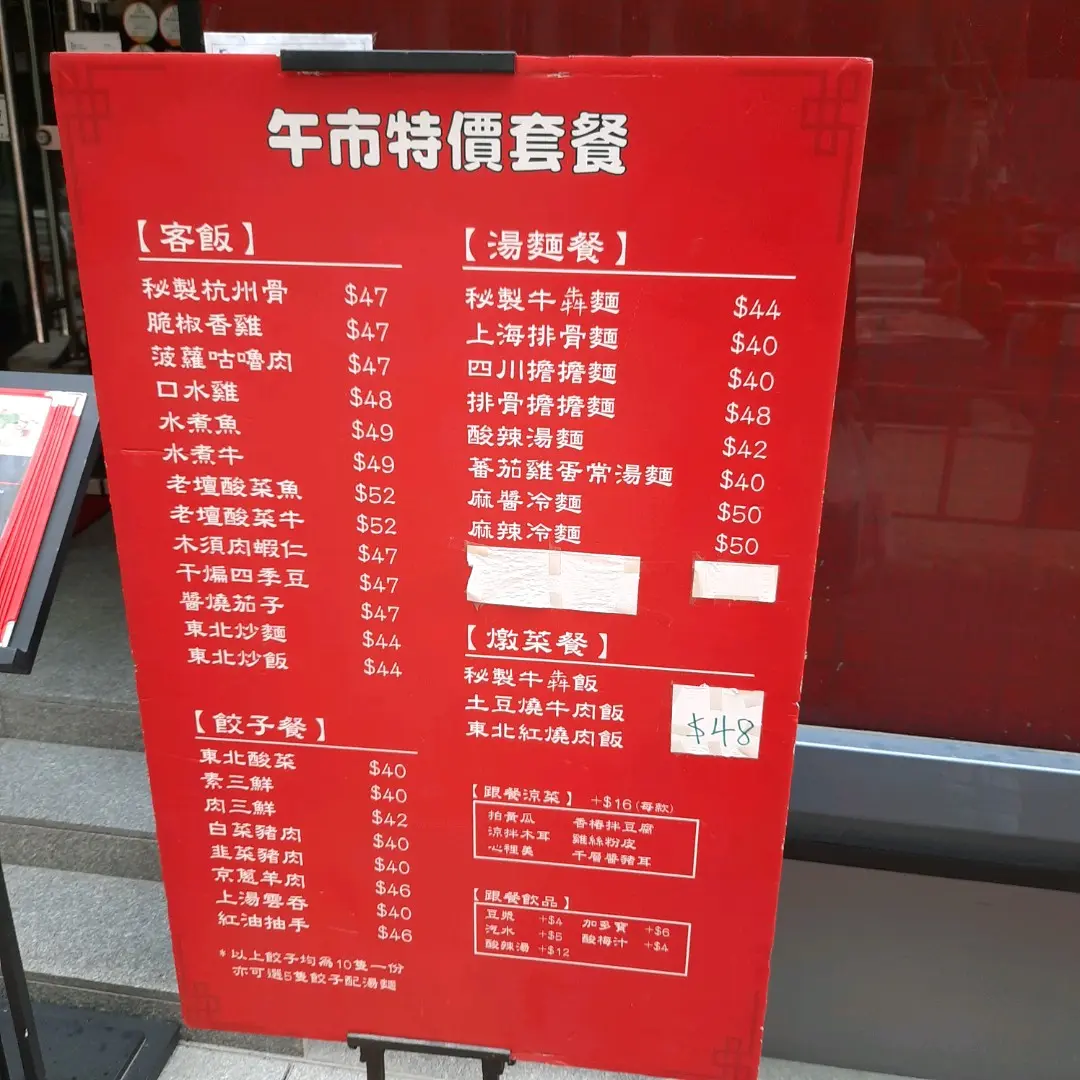 午市特價套餐
【客飯】
秘製杭州骨 $47
脆椒香雞 $47
菠蘿咕嚕肉 $47
口水雞 $48
水煮魚 $49
水煮牛 $49
老壇酸菜魚 $52
老壇酸菜牛 $52
木須肉蝦仁 $47
干煸四季豆 $47
醬燒茄子 $47
東北炒麵 $44
東北炒飯 $44
【餃子餐】
東北酸菜 $40
素三鮮 $40
肉三鮮 $42
白菜豬肉 $40
韭菜豬肉 $40
京蔥羊肉 $46
上湯雲吞 $40
紅油抽手 $46
*以上餃子均為10隻一份
亦可選5隻餃子配湯麵
【湯麵餐】
秘製牛犇麵 $44
上海排骨麵 $40
四川擔擔麵 $40
排骨擔擔麵 $48
酸辣湯麵 $42
蕃茄雞蛋常湯麵 $40
麻醬冷麵 $50
麻辣冷麵 $50
【燉菜餐】
秘製牛犇飯
土豆燒牛肉飯 $48
東北紅燒肉飯
【跟餐涼菜】 +$16(每款)
拍黃瓜 香椿拌豆腐
涼拌木耳 雞絲粉皮
心裡美 千層醬豬耳
【跟餐飲品】
豆漿 +$4 加多寶 +$6
汽水 +$5 酸梅汁 +$4
酸辣湯 +$12